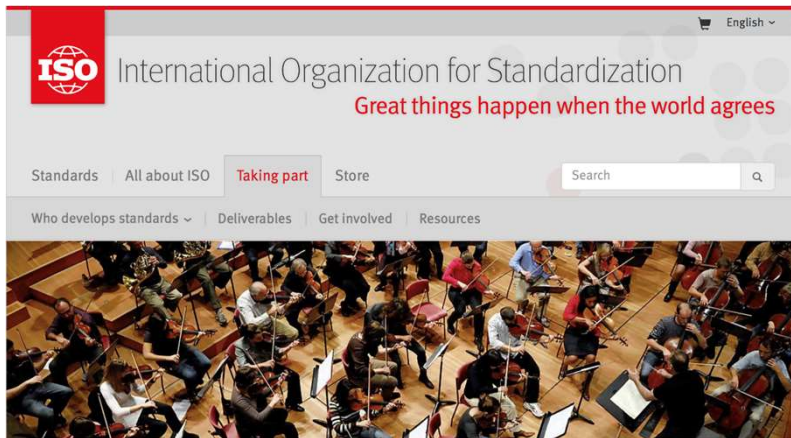 English
ISO
International Organization for Standardization
Great things happen when the world agrees
Standards
All about ISO
Taking part
Store
Search
Who develops standards
Deliverables
Get involved
Resources